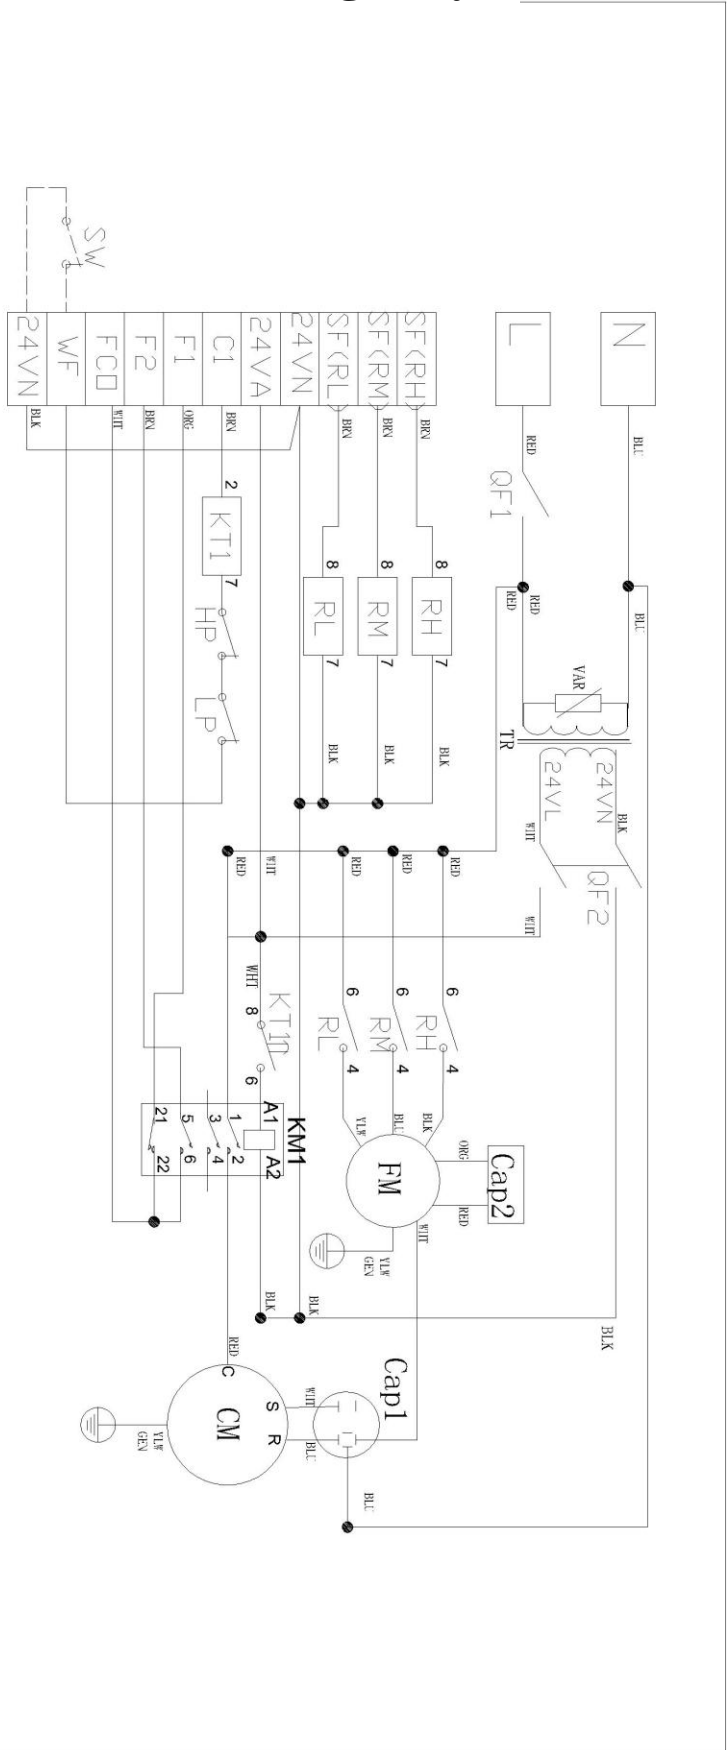 N
BLU
BLU
L
RED
QF1
RED
RED
VAR
TR
24VN
24VL
BLK
WHT
QF2
WHT
BLK
SF(RH)
BRN
8
RH
7
BLK
RED
6
RH
4
BLK
SF(RM)
BRN
8
RM
7
BLK
RED
6
RM
4
BLU
SF(RL)
BRN
8
RL
7
BLK
RED
6
RL
4
YLW
FM
ORG
Cap2
RED
WHT
YLW
GEN
24VN
BLK
24VA
WHT
WHT
8
KT1n
6
A1
KM1
A2
BLK
C1
BRN
2
KT1
7
HP
LP
RED
1
2
3
4
5
6
21
22
RED
C
S
R
CM
WHT
BLU
Cap1
BLU
YLW
GEN
F1
ORG
F2
BRN
FCO
WHT
WF
SW
24VN
BLK